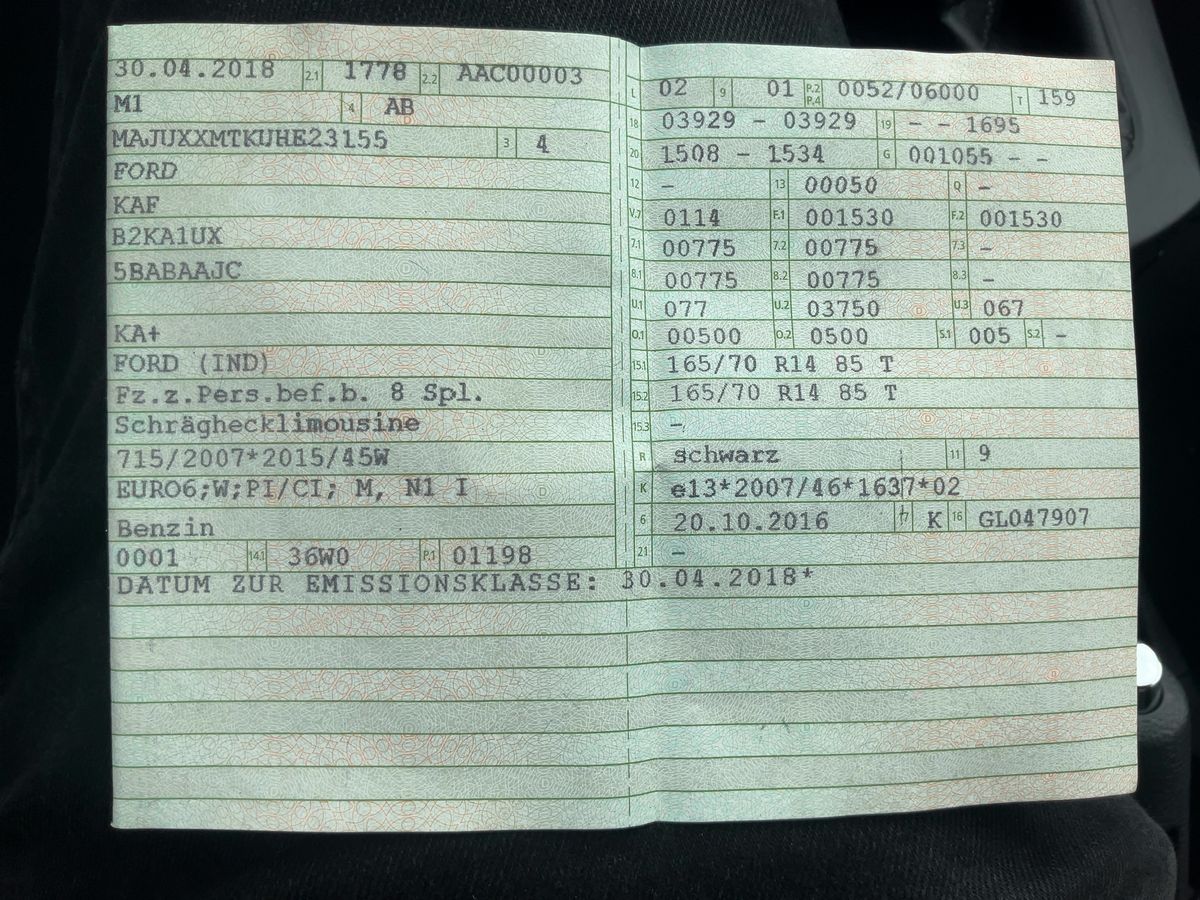 30.04.2018 2.1 1778 2.2 AAC00003
M1 4 AB
MAJUXXMTKUHE23155 3 4
FORD
KAF
B2KA1UX
5BABAAJC
KA+
FORD (IND)
Fz.z.Pers.bef.b. 8 Spl.
Schräghecklimousine
715/2007*2015/45W
EURO6;W;PI/CI; M, N1 I
Benzin
0001 14.1 36W0 P.1 01198
L 02 9 01 P.2 P.4 0052/06000 T 159
18 03929 - 03929 19 - - 1695
20 1508 - 1534 G 001055 - -
12 - 13 00050 Q -
V.7 0114 F.1 001530 F.2 001530
7.1 00775 7.2 00775 7.3 -
8.1 00775 8.2 00775 8.3 -
U.1 077 U.2 03750 U.3 067
O.1 00500 O.2 0500 S.1 005 S.2 -
15.1 165/70 R14 85 T
15.2 165/70 R14 85 T
15.3 -
R schwarz 11 9
K e13*2007/46*1637*02
6 20.10.2016 17 K 16 GL047907
21 -
DATUM ZUR EMISSIONSKLASSE: 30.04.2018*